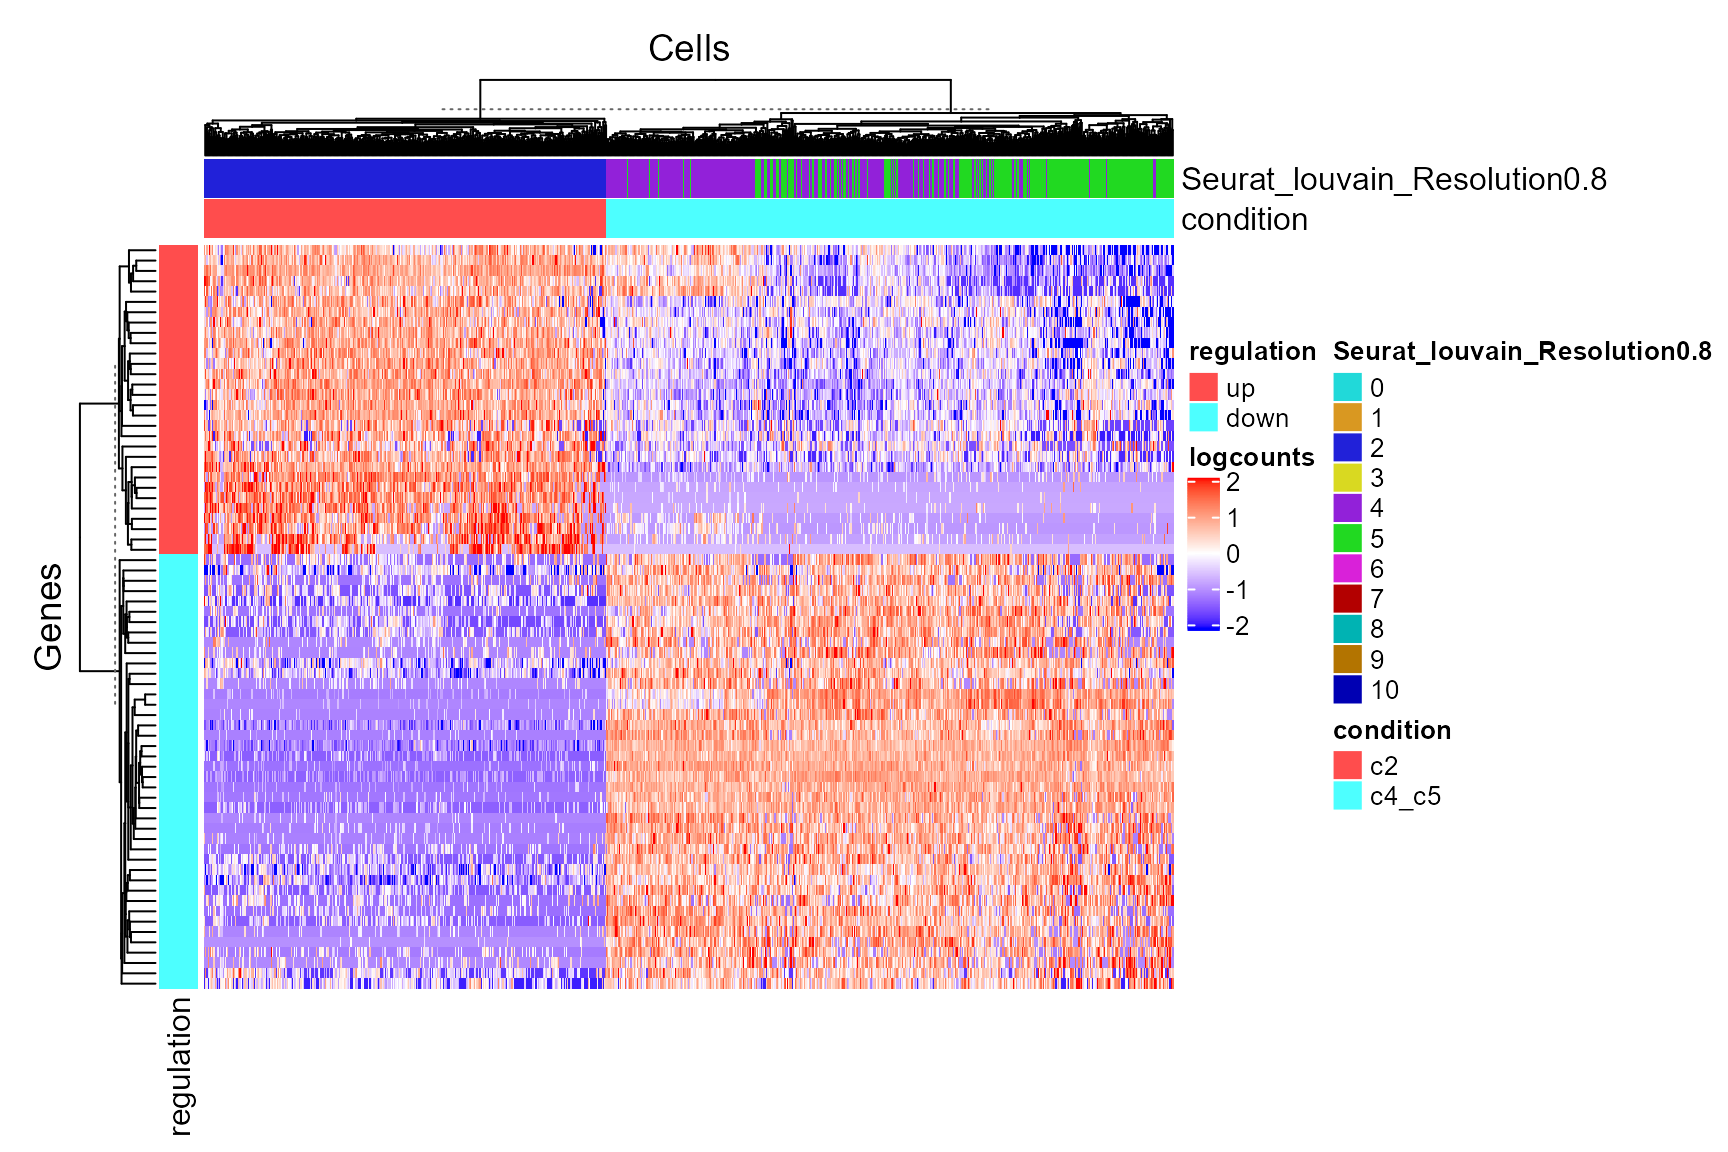 Cells
Seurat_louvain_Resolution0.8
condition
Genes
regulation
regulation
up
down
logcounts
2
1
0
-1
-2
Seurat_louvain_Resolution0.8
0
1
2
3
4
5
6
7
8
9
10
condition
c2
c4_c5